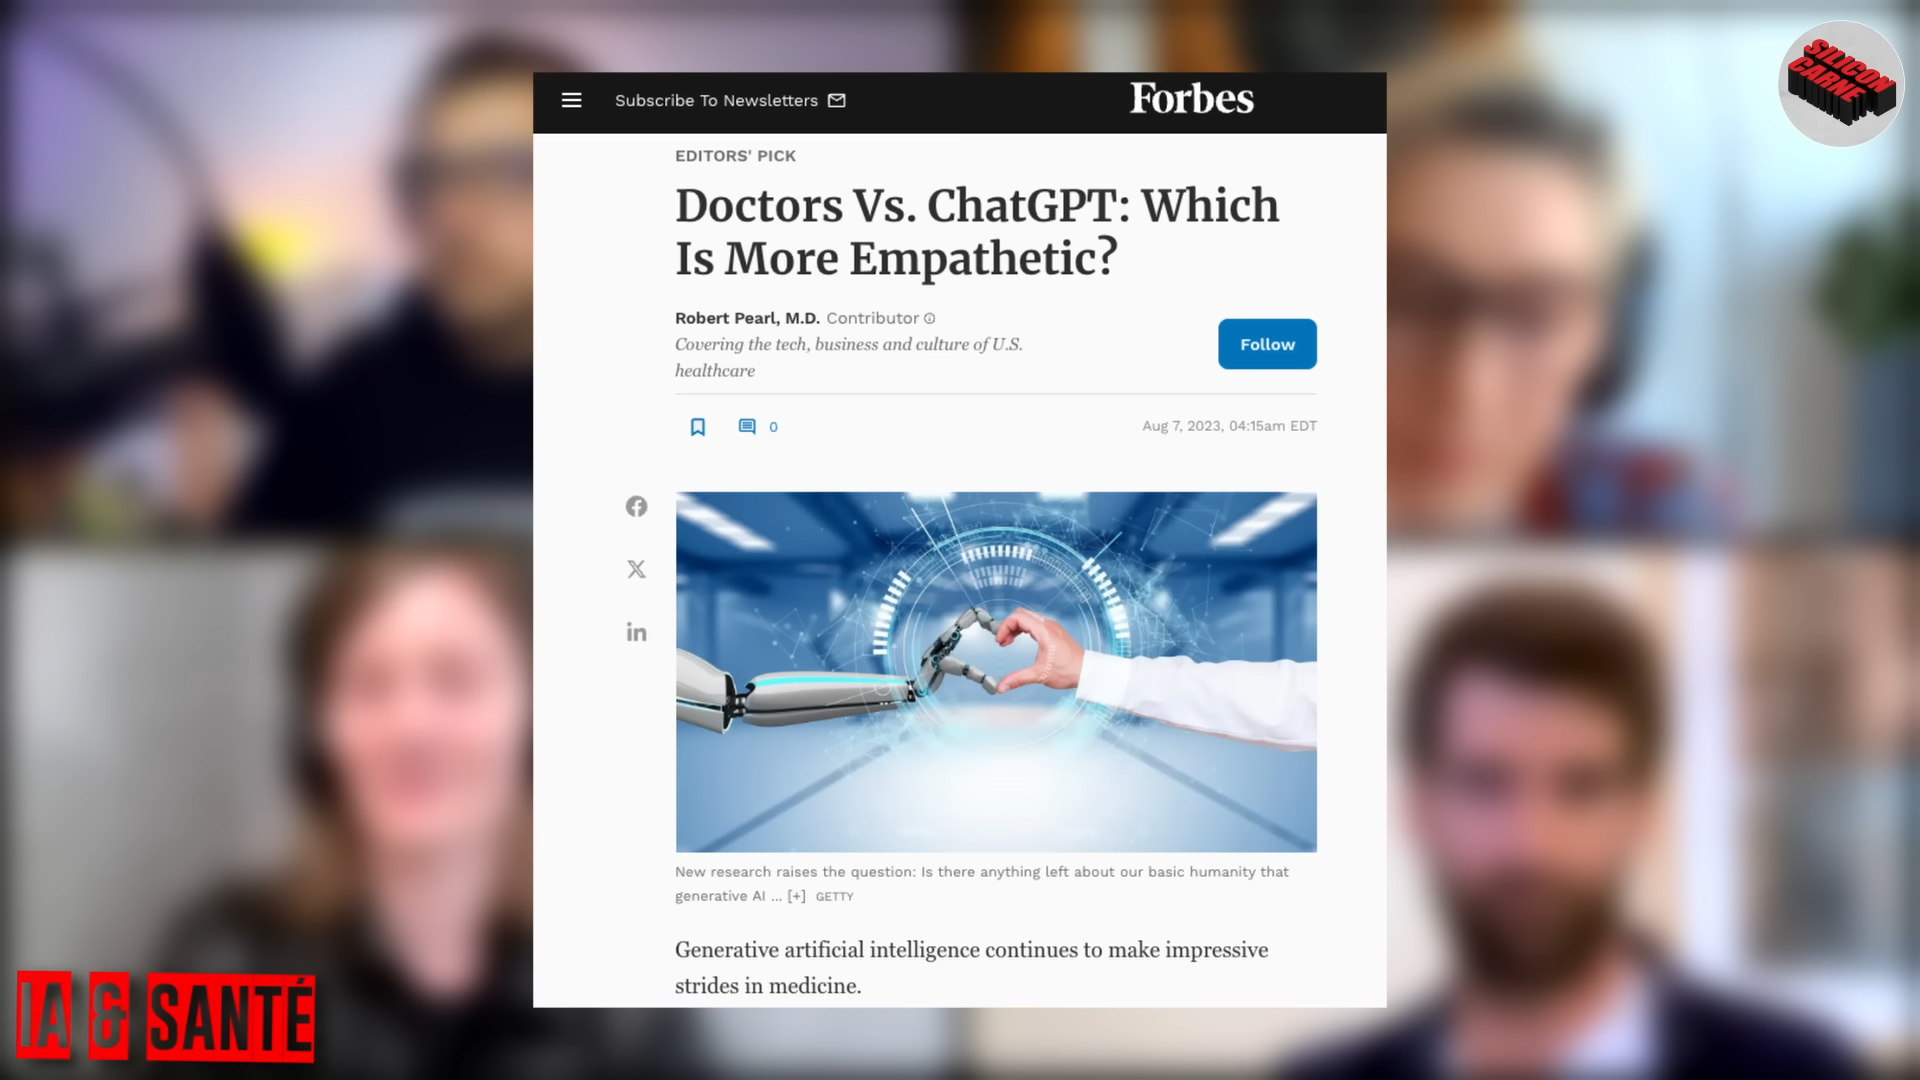 SILICON
CARNE
Subscribe To Newsletters
Forbes
EDITORS' PICK
Doctors Vs. ChatGPT: Which
Is More Empathetic?
Robert Pearl, M.D. Contributor
Covering the tech, business and culture of U.S.
healthcare
Follow
0
Aug 7, 2023, 04:15am EDT
New research raises the question: Is there anything left about our basic humanity that
generative AI ... [+] GETTY
Generative artificial intelligence continues to make impressive
strides in medicine.
IA & SANTÉ